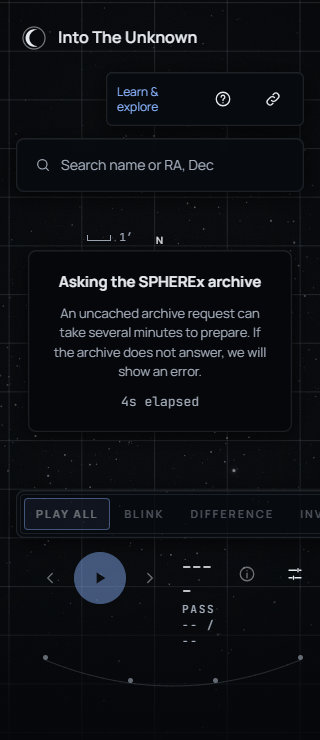 Into The Unknown
Learn &
explore
Search name or RA, Dec
1′
N
Asking the SPHEREx archive
An uncached archive request can
take several minutes to prepare. If
the archive does not answer, we will
show an error.
4s elapsed
PLAY ALL BLINK DIFFERENCE INV
---
-
PASS
-- /
--